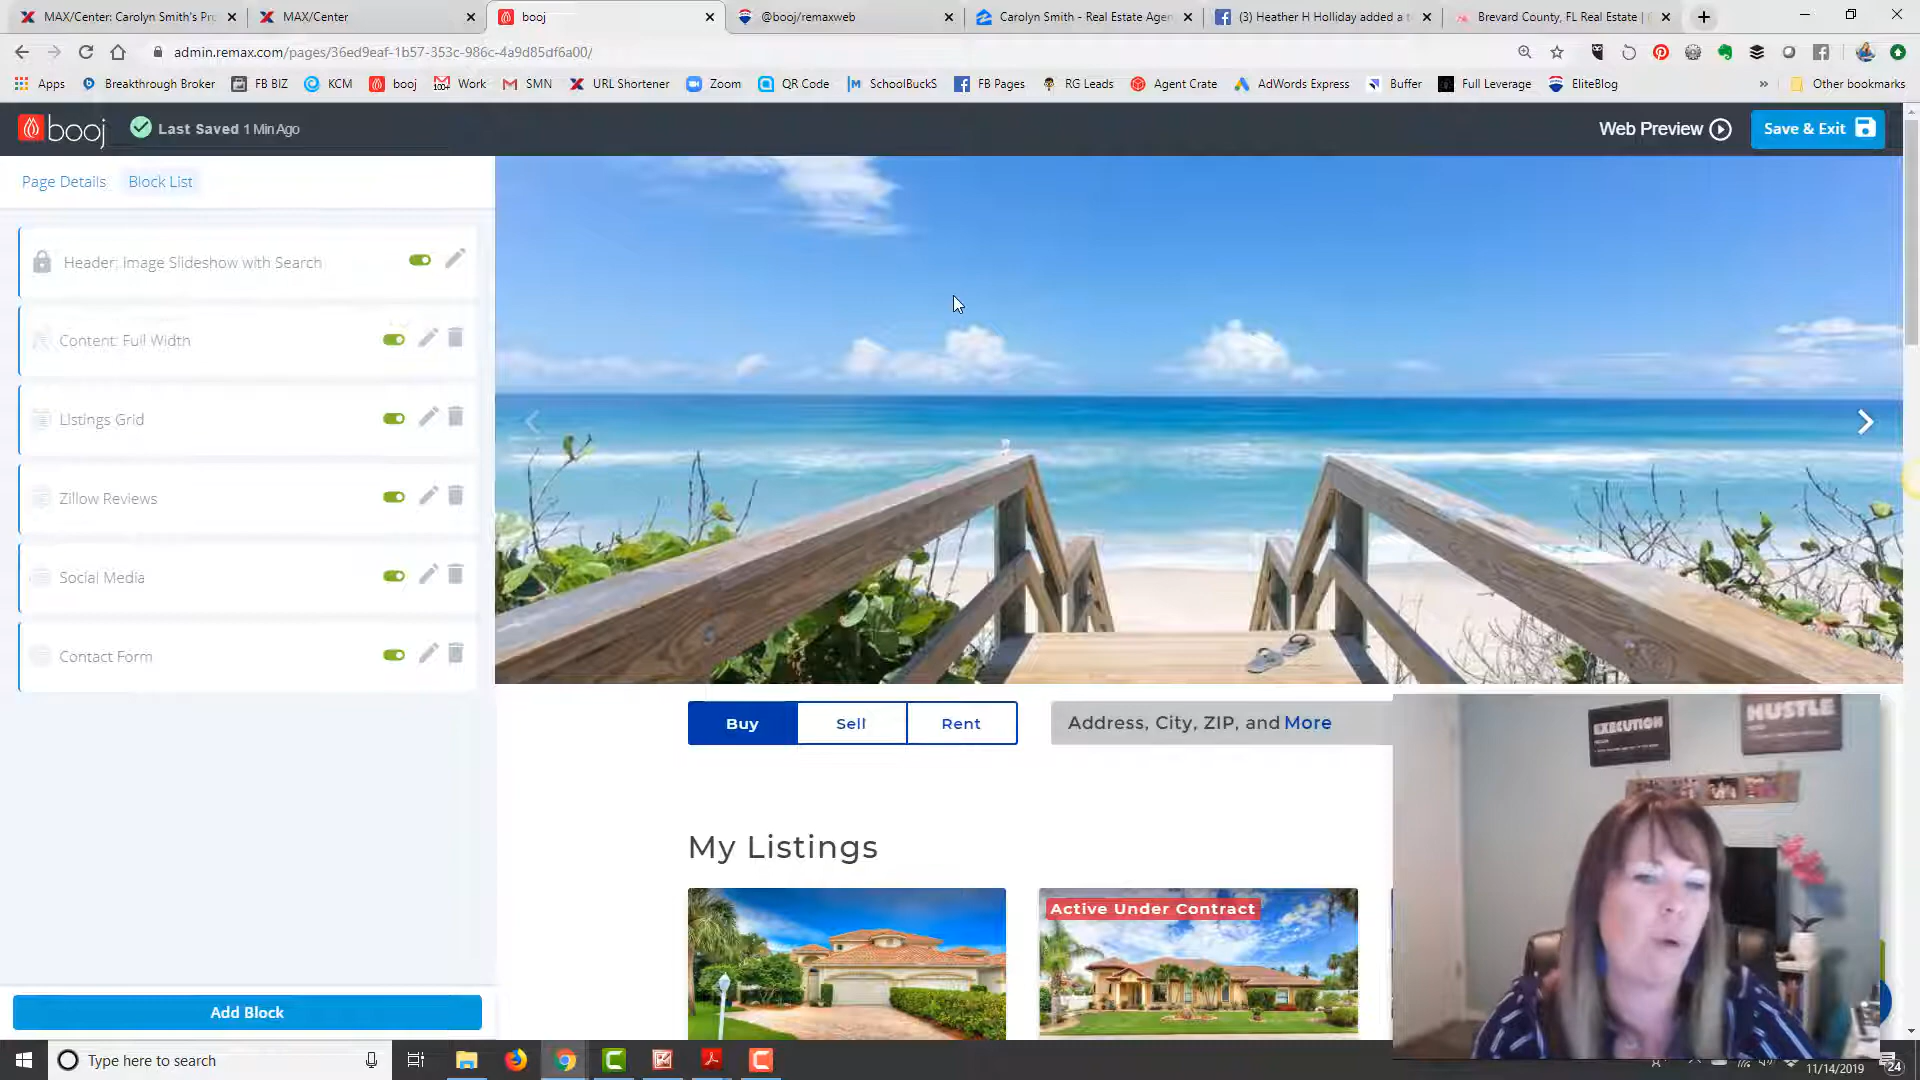 MAX/Center: Carolyn Smith's Pr
MAX/Center
booj
@booj/remaxweb
Carolyn Smith - Real Estate Agen
(3) Heather H Holliday added a t
Brevard County, FL Real Estate |
admin.remax.com/pages/36ed9eaf-1b57-353c-986c-4a9d85df6a00/
Apps
Breakthrough Broker
FB BIZ
KCM
booj
Work
SMN
URL Shortener
Zoom
QR Code
SchoolBuckS
FB Pages
RG Leads
Agent Crate
AdWords Express
Buffer
Full Leverage
EliteBlog
Other bookmarks
booj
Last Saved 1 Min Ago
Web Preview
Save & Exit
Page Details
Block List
Header: Image Slideshow with Search
Content: Full Width
Listings Grid
Zillow Reviews
Social Media
Contact Form
Add Block
Buy
Sell
Rent
Address, City, ZIP, and More
My Listings
Active Under Contract
EXECUTION
HUSTLE
Type here to search
11/14/2019
24